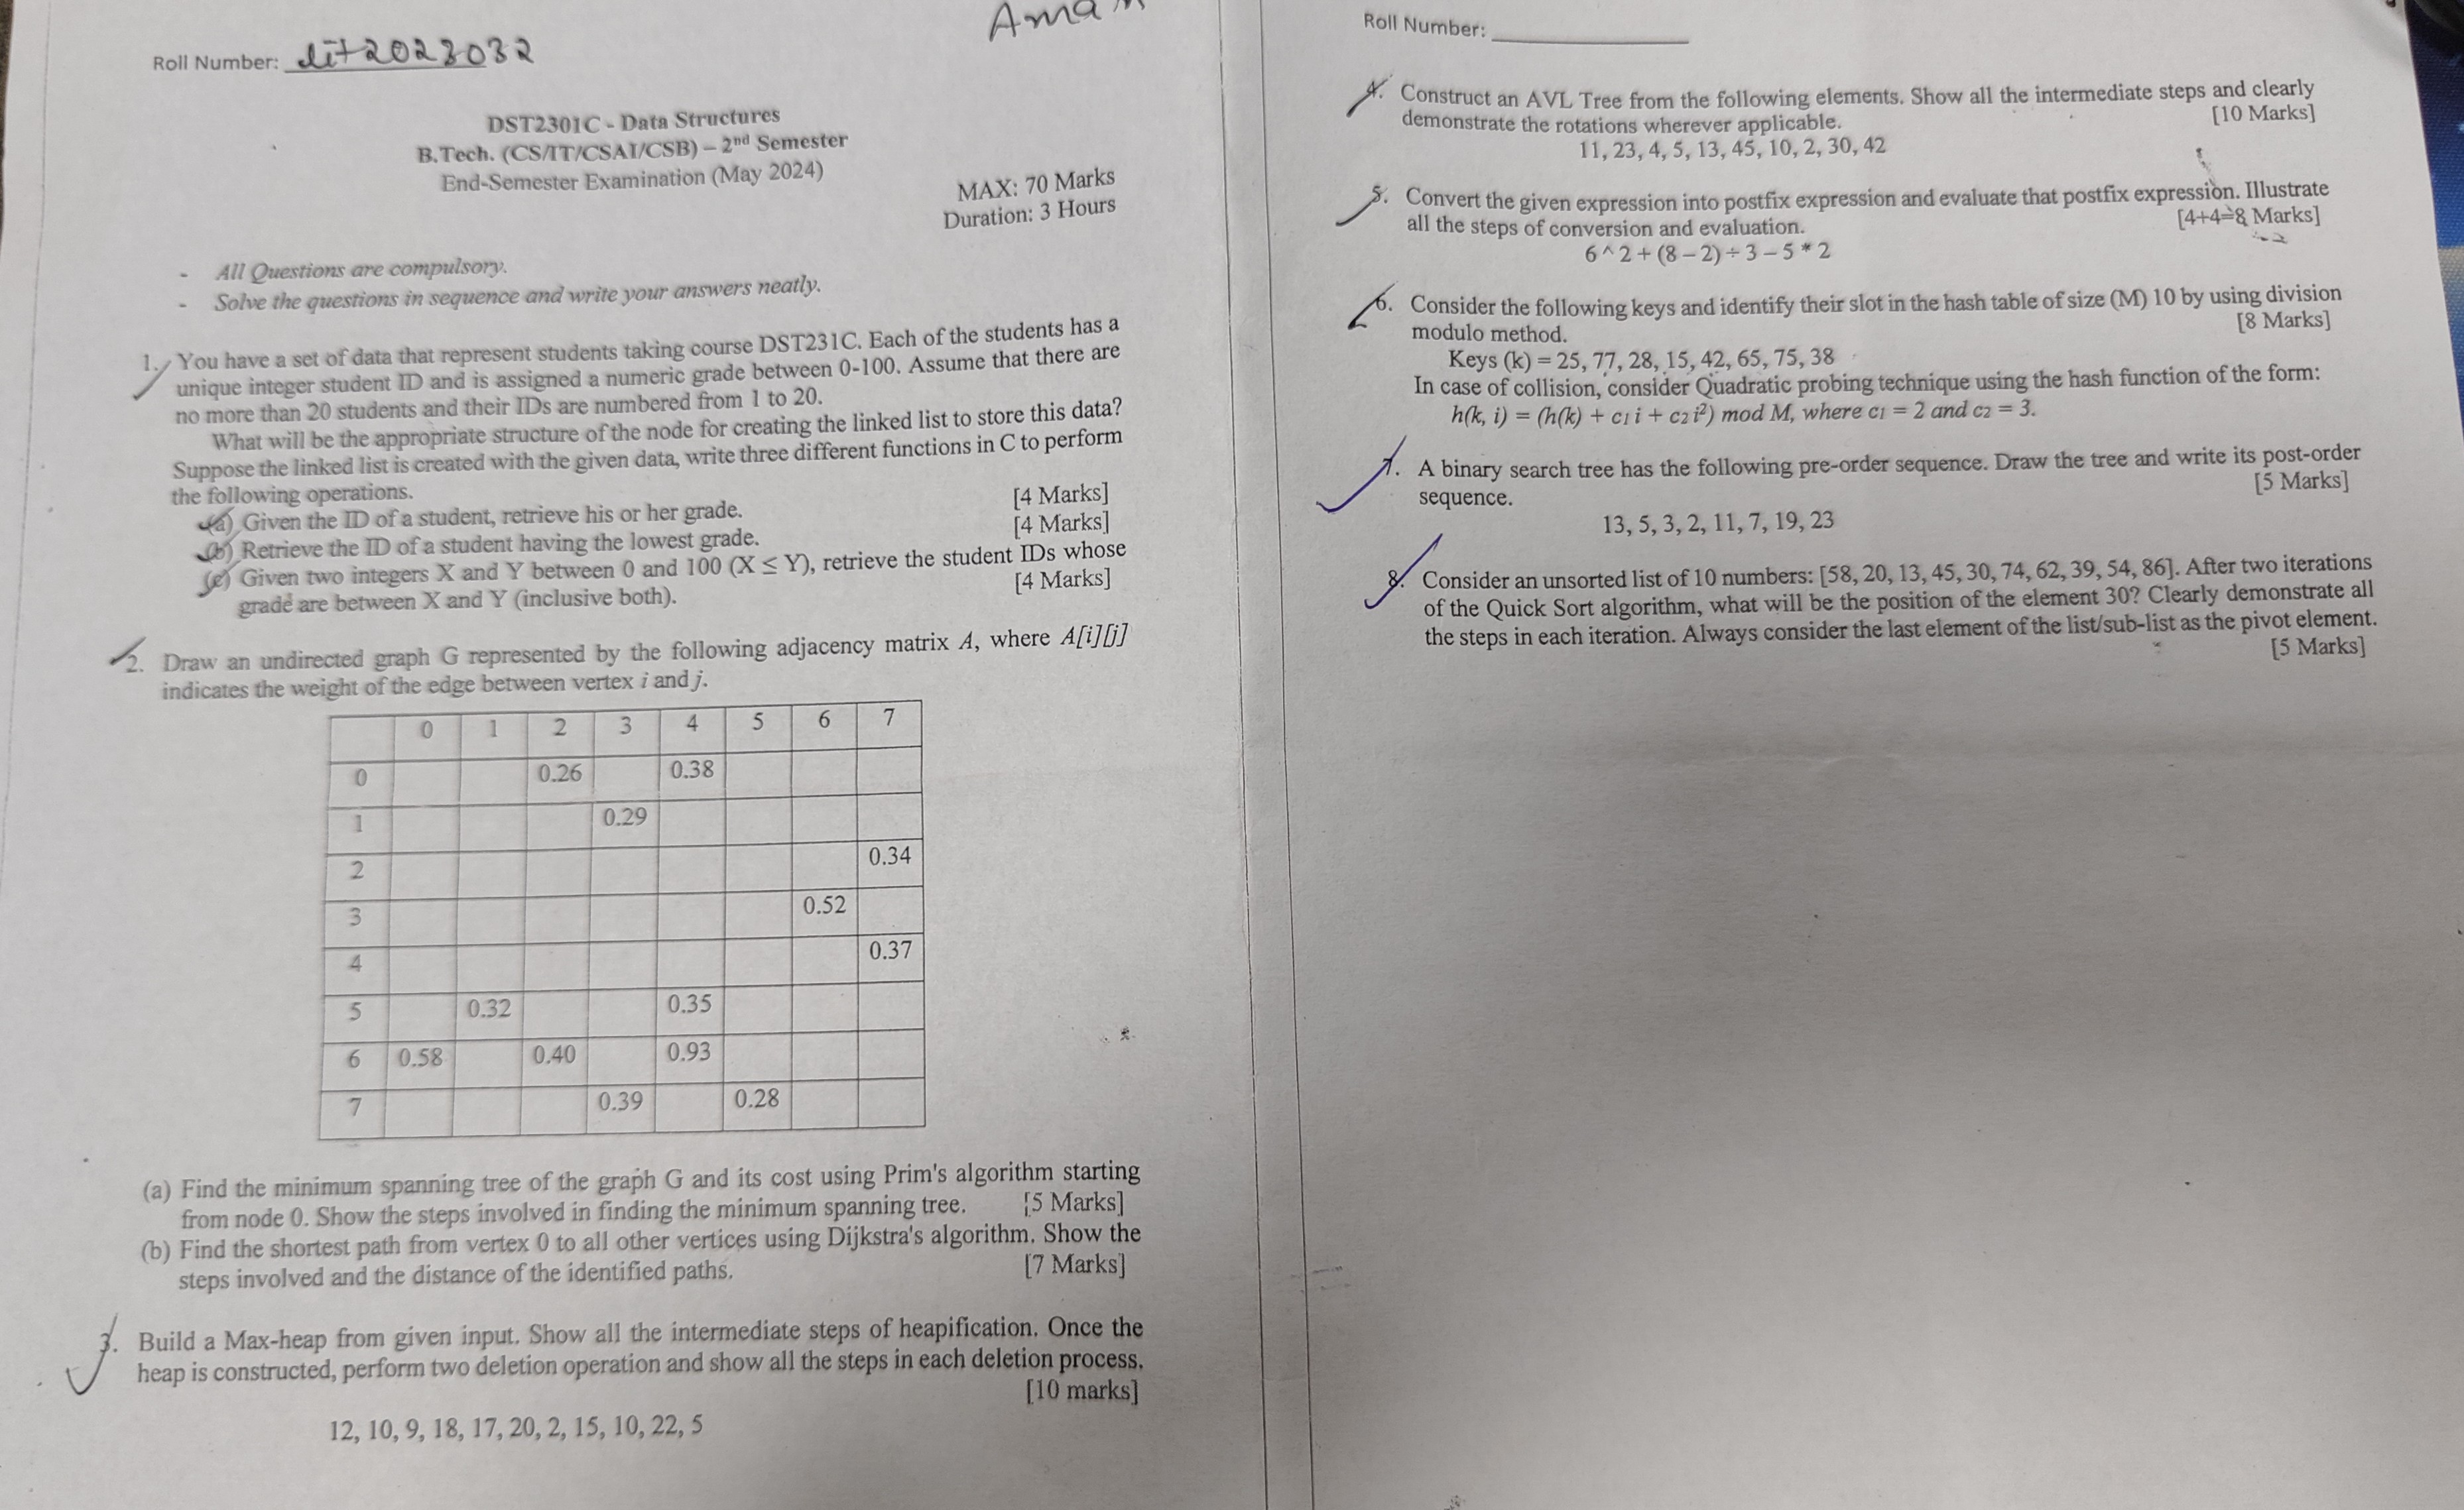 Aman
Roll Number: lit2023032
DST2301C - Data Structures
B.Tech. (CS/IT/CSAI/CSB) – 2nd Semester
End-Semester Examination (May 2024)
MAX: 70 Marks
Duration: 3 Hours
- All Questions are compulsory.
- Solve the questions in sequence and write your answers neatly.
1. You have a set of data that represent students taking course DST231C. Each of the students has a
unique integer student ID and is assigned a numeric grade between 0-100. Assume that there are
no more than 20 students and their IDs are numbered from 1 to 20.
What will be the appropriate structure of the node for creating the linked list to store this data?
Suppose the linked list is created with the given data, write three different functions in C to perform
the following operations.
(a) Given the ID of a student, retrieve his or her grade. [4 Marks]
(b) Retrieve the ID of a student having the lowest grade. [4 Marks]
(c) Given two integers X and Y between 0 and 100 (X ≤ Y), retrieve the student IDs whose
grade are between X and Y (inclusive both). [4 Marks]
2. Draw an undirected graph G represented by the following adjacency matrix A, where A[i][j]
indicates the weight of the edge between vertex i and j.
0 1 2 3 4 5 6 7
0 0.26 0.38
1 0.29
2 0.34
3 0.52
4 0.37
5 0.32 0.35
6 0.58 0.40 0.93
7 0.39 0.28
(a) Find the minimum spanning tree of the graph G and its cost using Prim's algorithm starting
from node 0. Show the steps involved in finding the minimum spanning tree. [5 Marks]
(b) Find the shortest path from vertex 0 to all other vertices using Dijkstra's algorithm. Show the
steps involved and the distance of the identified paths. [7 Marks]
3. Build a Max-heap from given input. Show all the intermediate steps of heapification. Once the
heap is constructed, perform two deletion operation and show all the steps in each deletion process.
[10 marks]
12, 10, 9, 18, 17, 20, 2, 15, 10, 22, 5
Roll Number:
4. Construct an AVL Tree from the following elements. Show all the intermediate steps and clearly
demonstrate the rotations wherever applicable. [10 Marks]
11, 23, 4, 5, 13, 45, 10, 2, 30, 42
5. Convert the given expression into postfix expression and evaluate that postfix expression. Illustrate
all the steps of conversion and evaluation. [4+4=8 Marks]
6 ^ 2 + (8 – 2) ÷ 3 – 5 * 2
6. Consider the following keys and identify their slot in the hash table of size (M) 10 by using division
modulo method. [8 Marks]
Keys (k) = 25, 77, 28, 15, 42, 65, 75, 38
In case of collision, consider Quadratic probing technique using the hash function of the form:
h(k, i) = (h(k) + c1 i + c2 i²) mod M, where c1 = 2 and c2 = 3.
7. A binary search tree has the following pre-order sequence. Draw the tree and write its post-order
sequence. [5 Marks]
13, 5, 3, 2, 11, 7, 19, 23
8. Consider an unsorted list of 10 numbers: [58, 20, 13, 45, 30, 74, 62, 39, 54, 86]. After two iterations
of the Quick Sort algorithm, what will be the position of the element 30? Clearly demonstrate all
the steps in each iteration. Always consider the last element of the list/sub-list as the pivot element.
[5 Marks]